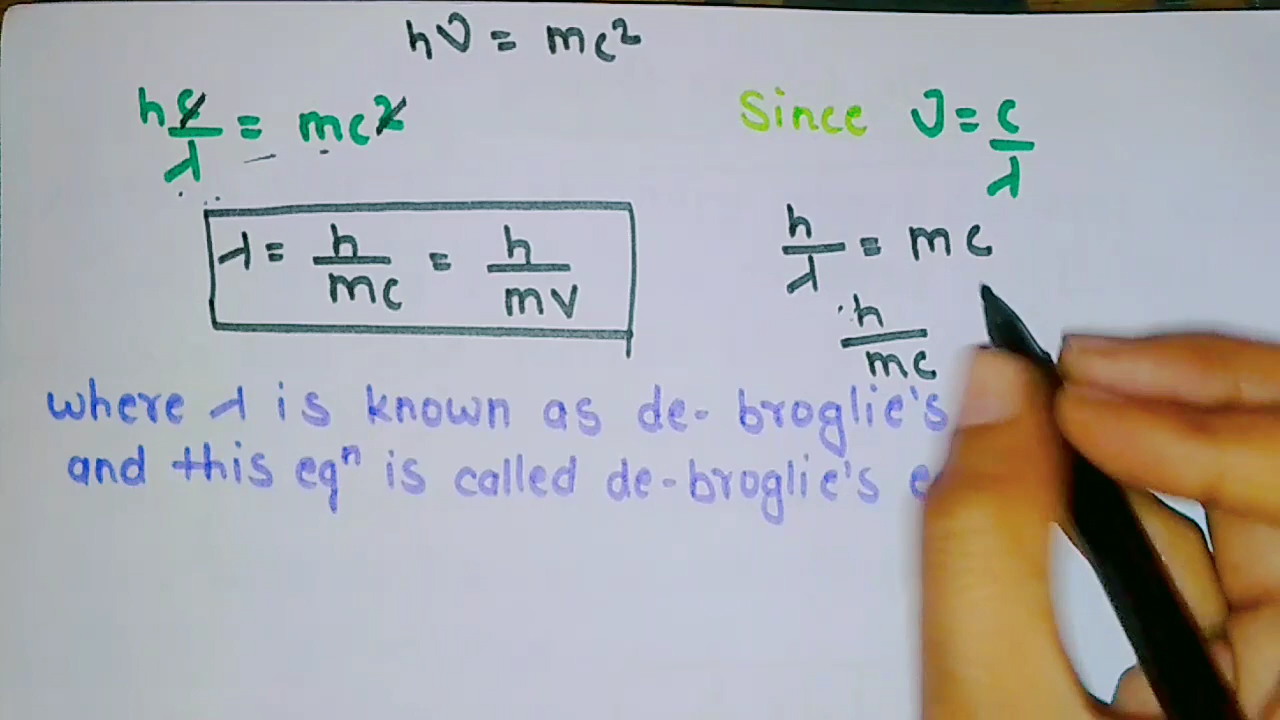 hν = mc²
hc/λ = mc²
Since ν = c/λ
λ = h/mc = h/mv
h/λ = mc
h/mc
where λ is known as de-broglie's
and this eqⁿ is called de-broglie's